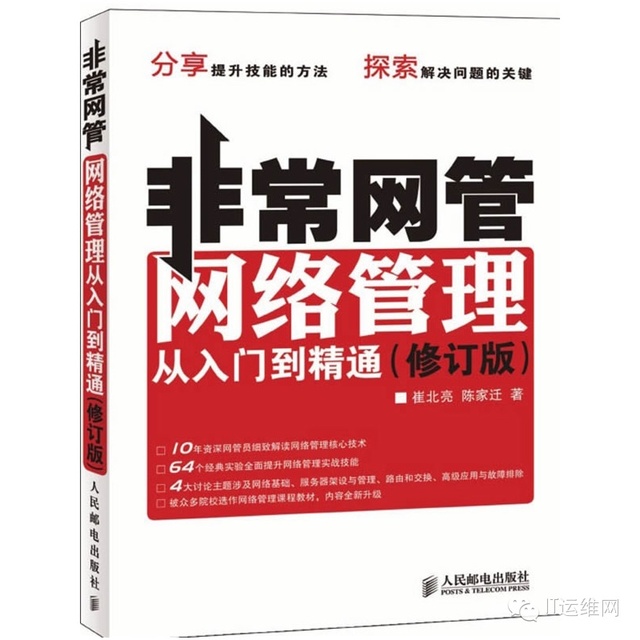 分享提升技能的方法 探索解决问题的关键
非常网管
网络管理
从入门到精通(修订版)
■崔北亮 陈家迁 著
□ 10年资深网管员细致解读网络管理核心技术
□ 64个经典实验全面提升网络管理实战技能
□ 4大讨论主题涉及网络基础、服务器架设与管理、路由和交换、高级应用与故障排除
□ 被众多院校选作网络管理课程教材，内容全新升级
人民邮电出版社
POSTS & TELECOM PRESS
非常网管
网络管理从入门到精通(修订版)
人民邮电出版社
IT运维网